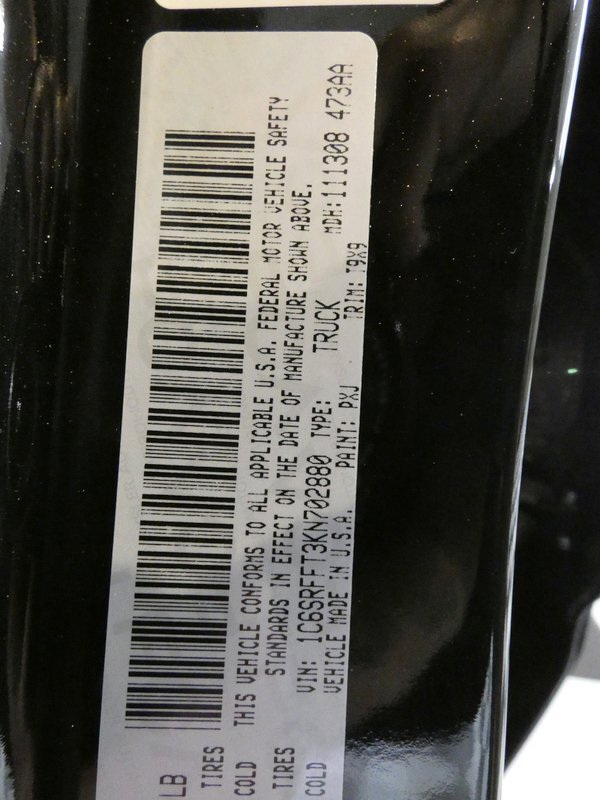 LB
TIRES
COLD
TIRES
COLD
THIS VEHICLE CONFORMS TO ALL APPLICABLE U.S.A. FEDERAL MOTOR VEHICLE SAFETY
STANDARDS IN EFFECT ON THE DATE OF MANUFACTURE SHOWN ABOVE.
VIN: 1C6SRFFT3KN702880 TYPE: TRUCK MDH:111308 473AA
VEHICLE MADE IN U.S.A. PAINT: PXJ TRIM: T9X9